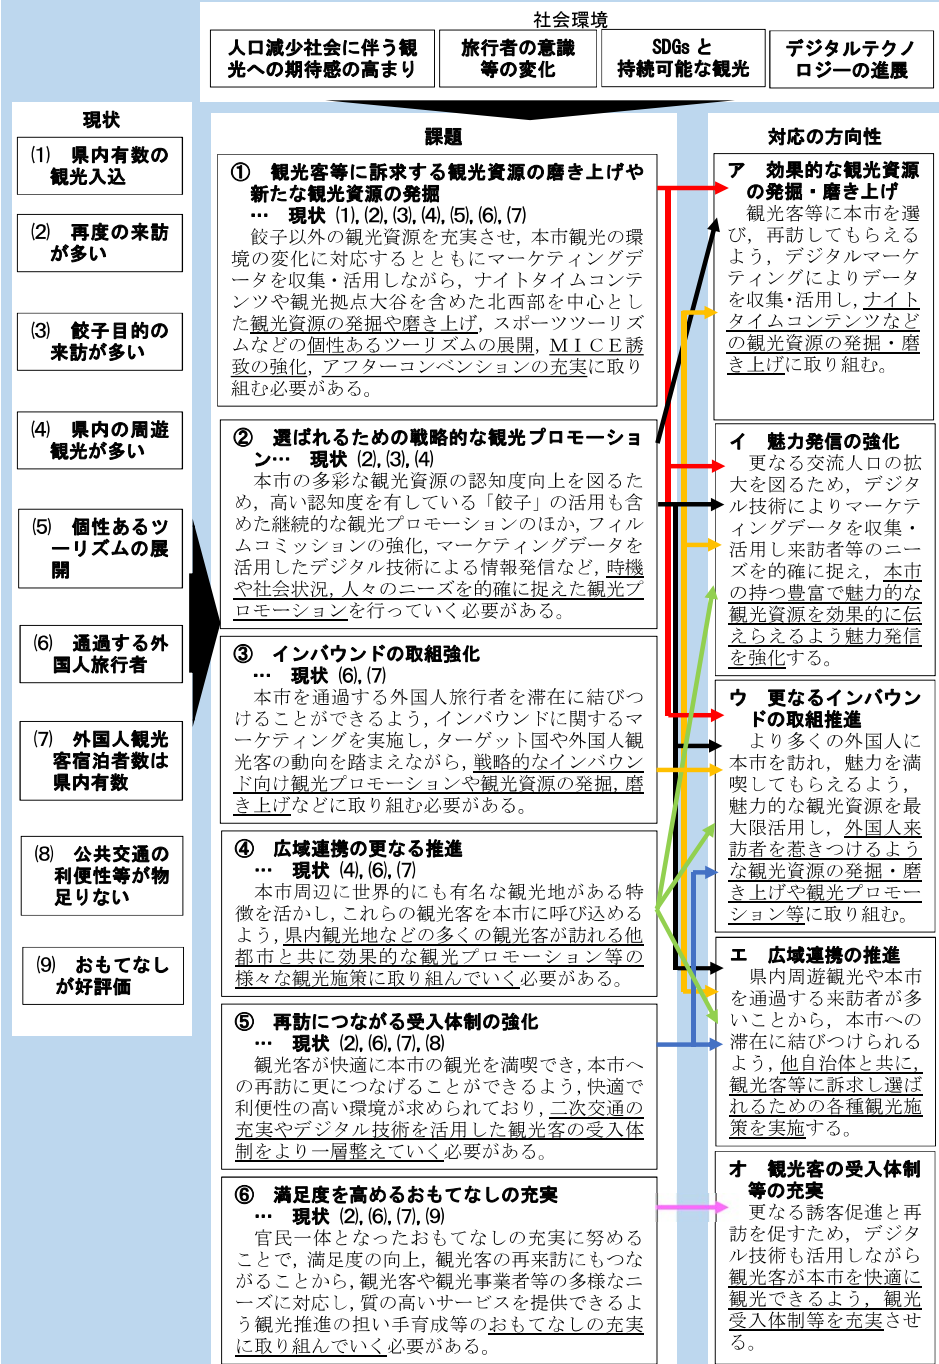 社会環境
人口減少社会に伴う観
光への期待感の高まり
旅行者の意識
等の変化
SDGs と
持続可能な観光
デジタルテクノ
ロジーの進展
現状
(1) 県内有数の
観光入込
(2) 再度の来訪
が多い
(3) 餃子目的の
来訪が多い
(4) 県内の周遊
観光が多い
(5) 個性あるツ
ーリズムの展
開
(6) 通過する外
国人旅行者
(7) 外国人観光
客宿泊者数は
県内有数
(8) 公共交通の
利便性等が物
足りない
(9) おもてなし
が好評価
課題
① 観光客等に訴求する観光資源の磨き上げや
新たな観光資源の発掘
… 現状 (1),(2),(3),(4),(5),(6),(7)
餃子以外の観光資源を充実させ，本市観光の環
境の変化に対応するとともにマーケティングデ
ータを収集・活用しながら，ナイトタイムコンテ
ンツや観光拠点大谷を含めた北西部を中心とし
た観光資源の発掘や磨き上げ，スポーツツーリズ
ムなどの個性あるツーリズムの展開，ＭＩＣＥ誘
致の強化，アフターコンベンションの充実に取り
組む必要がある。
② 選ばれるための戦略的な観光プロモーショ
ン… 現状 (2),(3),(4)
本市の多彩な観光資源の認知度向上を図るた
め，高い認知度を有している「餃子」の活用も含
めた継続的な観光プロモーションのほか，フィル
ムコミッションの強化，マーケティングデータを
活用したデジタル技術による情報発信など，時機
や社会状況，人々のニーズを的確に捉えた観光プ
ロモーションを行っていく必要がある。
③ インバウンドの取組強化
… 現状 (6),(7)
本市を通過する外国人旅行者を滞在に結びつ
けることができるよう，インバウンドに関するマ
ーケティングを実施し，ターゲット国や外国人観
光客の動向を踏まえながら，戦略的なインバウン
ド向け観光プロモーションや観光資源の発掘，磨
き上げなどに取り組む必要がある。
④ 広域連携の更なる推進
… 現状 (4),(6),(7)
本市周辺に世界的にも有名な観光地がある特
徴を活かし，これらの観光客を本市に呼び込める
よう，県内観光地などの多くの観光客が訪れる他
都市と共に効果的な観光プロモーション等の
様々な観光施策に取り組んでいく必要がある。
⑤ 再訪につながる受入体制の強化
… 現状 (2),(6),(7),(8)
観光客が快適に本市の観光を満喫でき，本市へ
の再訪に更につなげることができるよう，快適で
利便性の高い環境が求められており，二次交通の
充実やデジタル技術を活用した観光客の受入体
制をより一層整えていく必要がある。
⑥ 満足度を高めるおもてなしの充実
… 現状 (2),(6),(7),(9)
官民一体となったおもてなしの充実に努める
ことで，満足度の向上，観光客の再来訪にもつな
がることから，観光客や観光事業者等の多様なニ
ーズに対応し，質の高いサービスを提供できるよ
う観光推進の担い手育成等のおもてなしの充実
に取り組んでいく必要がある。
対応の方向性
ア 効果的な観光資源
の発掘・磨き上げ
観光客等に本市を選
び，再訪してもらえる
よう，デジタルマーケ
ティングによりデータ
を収集・活用し，ナイト
タイムコンテンツなど
の観光資源の発掘・磨
き上げに取り組む。
イ 魅力発信の強化
更なる交流人口の拡
大を図るため，デジタ
ル技術によりマーケテ
ィングデータを収集・
活用し来訪者等のニー
ズを的確に捉え，本市
の持つ豊富で魅力的な
観光資源を効果的に伝
えらえるよう魅力発信
を強化する。
ウ 更なるインバウン
ドの取組推進
より多くの外国人に
本市を訪れ，魅力を満
喫してもらえるよう，
魅力的な観光資源を最
大限活用し，外国人来
訪者を惹きつけるよう
な観光資源の発掘・磨
き上げや観光プロモー
ション等に取り組む。
エ 広域連携の推進
県内周遊観光や本市
を通過する来訪者が多
いことから，本市への
滞在に結びつけられる
よう，他自治体と共に，
観光客等に訴求し選ば
れるための各種観光施
策を実施する。
オ 観光客の受入体制
等の充実
更なる誘客促進と再
訪を促すため，デジタ
ル技術も活用しながら
観光客が本市を快適に
観光できるよう，観光
受入体制等を充実させ
る。